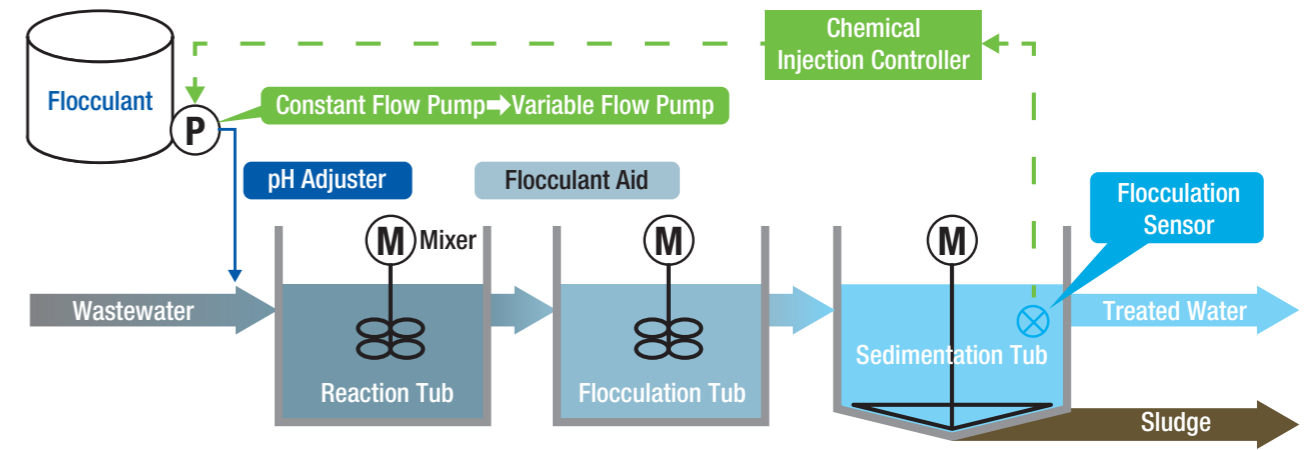 Chemical
Injection Controller
Flocculant
P
Constant Flow Pump➡Variable Flow Pump
pH Adjuster
Flocculant Aid
Flocculation
Sensor
M
Mixer
M
M
Wastewater
Treated Water
Sedimentation Tub
Reaction Tub
Flocculation Tub
Sludge